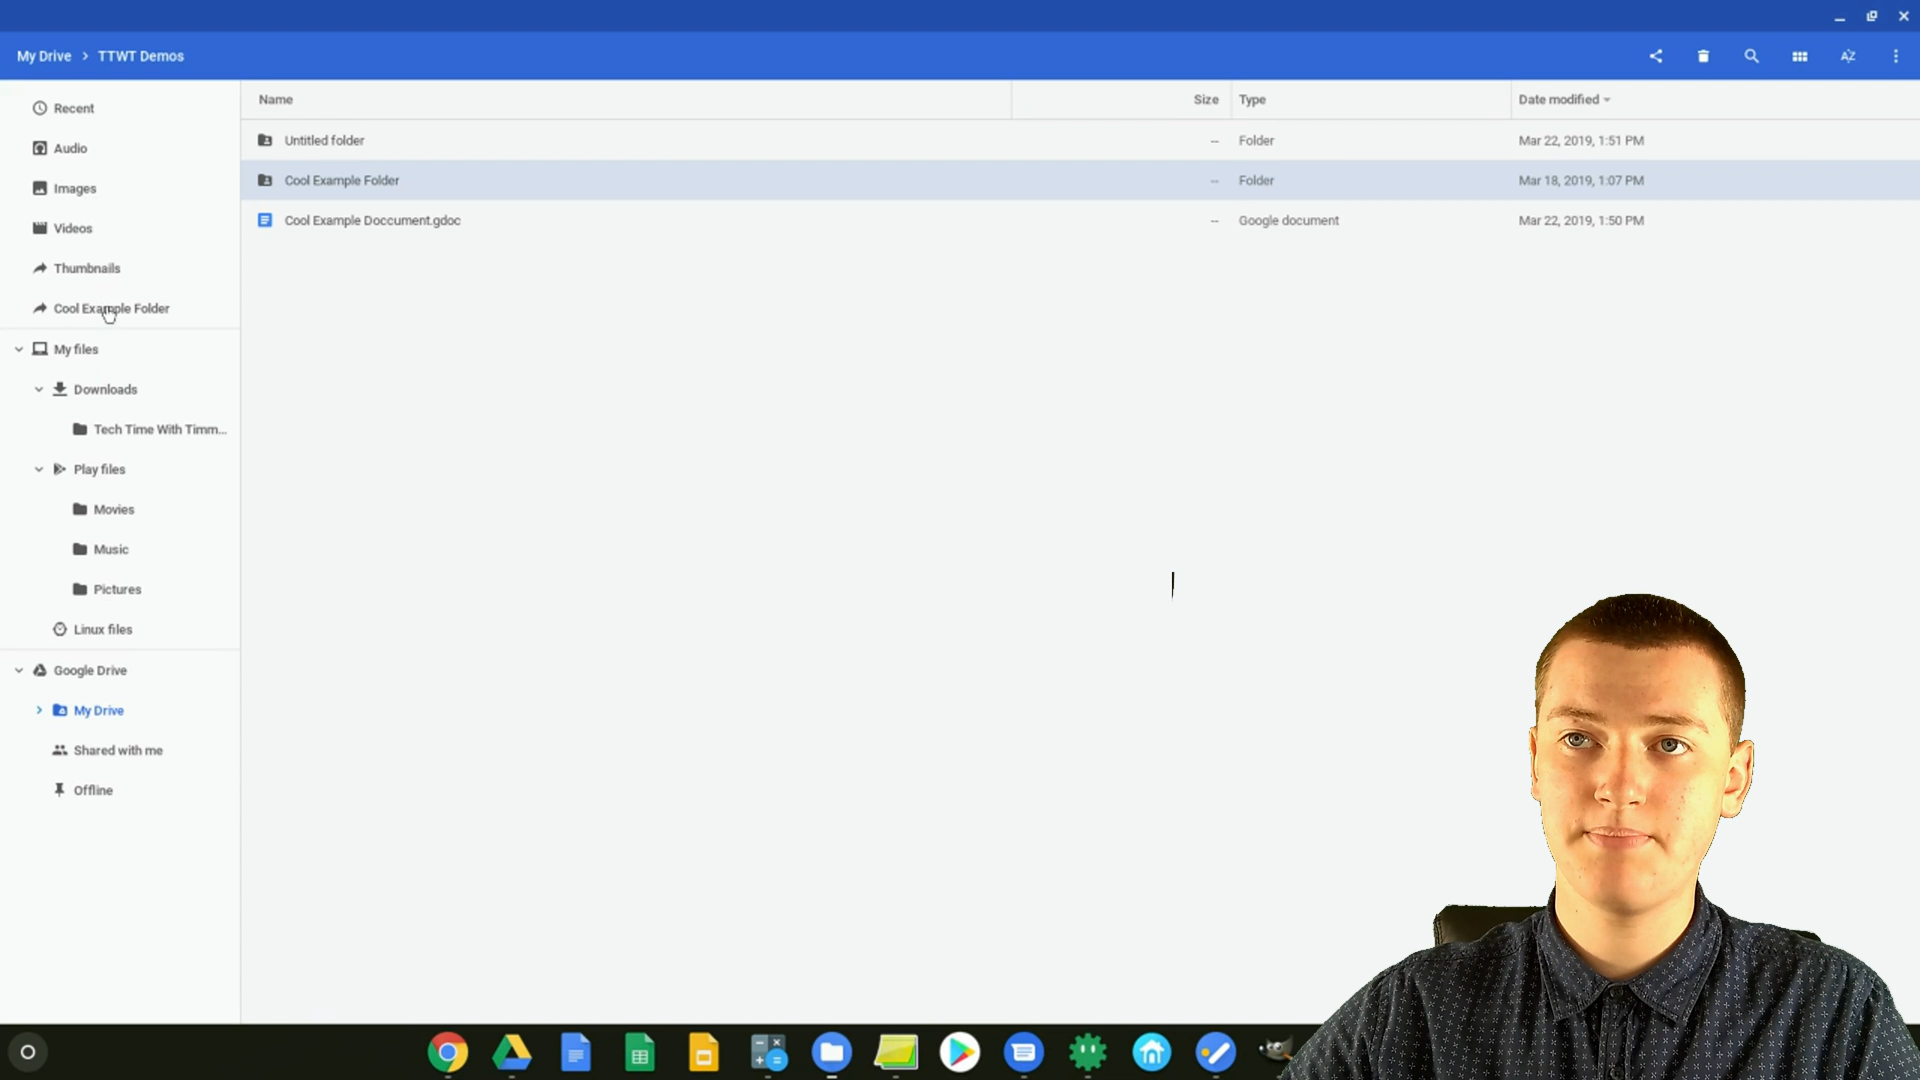 My Drive > TTWT Demos
Recent
Audio
Images
Videos
Thumbnails
Cool Example Folder
My files
Downloads
Tech Time With Timm...
Play files
Movies
Music
Pictures
Linux files
Google Drive
My Drive
Shared with me
Offline
Name Size Type Date modified
Untitled folder -- Folder Mar 22, 2019, 1:51 PM
Cool Example Folder -- Folder Mar 18, 2019, 1:07 PM
Cool Example Doccument.gdoc -- Google document Mar 22, 2019, 1:50 PM